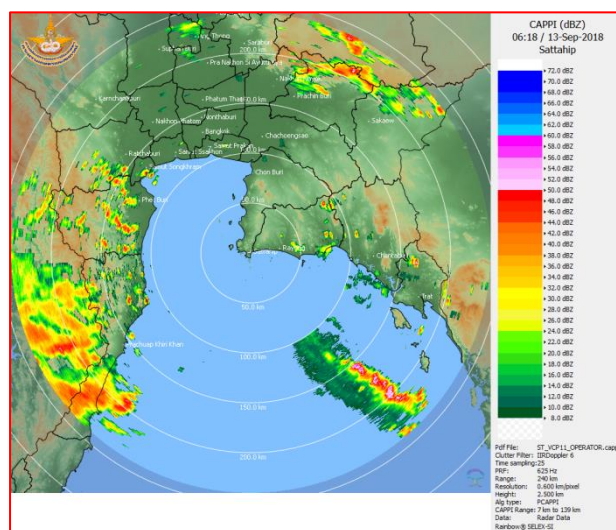 CAPPI (dBZ)
06:18 / 13-Sep-2018
Sattahip
72.0 dBZ
70.0 dBZ
68.0 dBZ
66.0 dBZ
64.0 dBZ
62.0 dBZ
60.0 dBZ
58.0 dBZ
56.0 dBZ
54.0 dBZ
52.0 dBZ
50.0 dBZ
48.0 dBZ
46.0 dBZ
44.0 dBZ
42.0 dBZ
40.0 dBZ
38.0 dBZ
36.0 dBZ
34.0 dBZ
32.0 dBZ
30.0 dBZ
28.0 dBZ
26.0 dBZ
24.0 dBZ
22.0 dBZ
20.0 dBZ
18.0 dBZ
16.0 dBZ
14.0 dBZ
12.0 dBZ
10.0 dBZ
8.0 dBZ
Saraburi
200.0 km
Pra Nakhon Si Ayutthaya
Prachin Buri
Kanchanaburi
Sakaew
Nakhon Pathom
Nonthaburi
Bangkok
Chachoengsao
Ratchaburi
Samut Prakan
Chon Buri
Rayong
Trat
50.0 km
Prachuap Khiri Khan
100.0 km
150.0 km
200.0 km
Pdf File: ST_VCP11_OPERATOR.cap
Clutter Filter: IIRDoppler 6
Time sampling:25
PRF: 625 Hz
Range: 240 km
Resolution: 0.600 km/pixel
Height: 2.500 km
Alg type: PCAPPI
CAPPI Range: 7 km to 139 km
Data: Radar Data
Rainbow® SELEX-SI